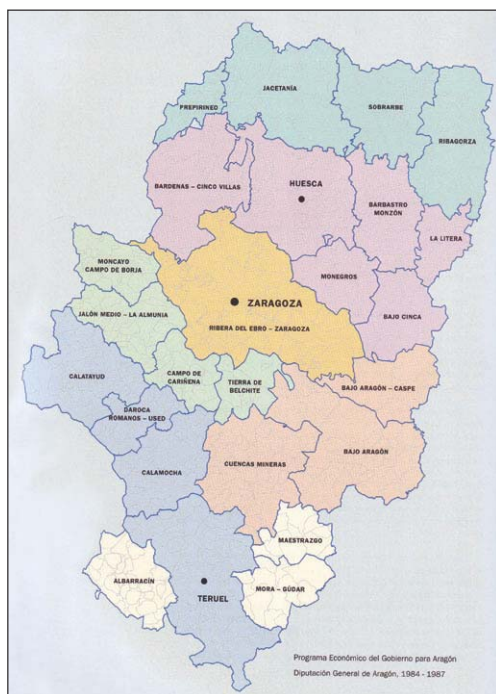 JACETANÍA
PREPIRINEO
SOBRARBE
RIBAGORZA
BARDENAS – CINCO VILLAS
HUESCA
BARBASTRO
MONZÓN
LA LITERA
MONCAYO
CAMPO DE BORJA
MONEGROS
ZARAGOZA
JALÓN MEDIO – LA ALMUNIA
BAJO CINCA
RIBERA DEL EBRO – ZARAGOZA
CALATAYUD
CAMPO DE
CARIÑENA
TIERRA DE
BELCHITE
BAJO ARAGÓN – CASPE
DAROCA
ROMANOS – USED
BAJO ARAGÓN
CALAMOCHA
CUENCAS MINERAS
MAESTRAZGO
ALBARRACÍN
TERUEL
MORA – GÚDAR
Programa Económico del Gobierno para Aragón
Diputación General de Aragón, 1984 - 1987